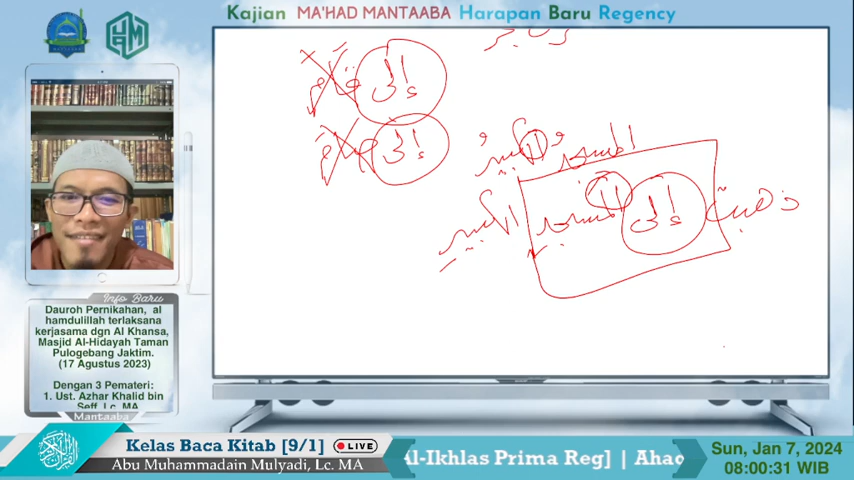 Kajian MA'HAD MANTAABA Harapan Baru Regency
إلى
إلى
المسجدُ الكبيرُ
ذهبت إلى المسجدِ الكبيرِ
Info Baru
Dauroh Pernikahan, al
hamdulillah terlaksana
kerjasama dgn Al Khansa,
Masjid Al-Hidayah Taman
Pulogebang Jaktim.
(17 Agustus 2023)
Dengan 3 Pemateri:
1. Ust. Azhar Khalid bin
Seff, Lc. MA
Mantaaba
Kelas Baca Kitab [9/1] LIVE
Abu Muhammadain Mulyadi, Lc. MA
Al-Ikhlas Prima Reg] | Ahad
Sun, Jan 7, 2024
08:00:31 WIB